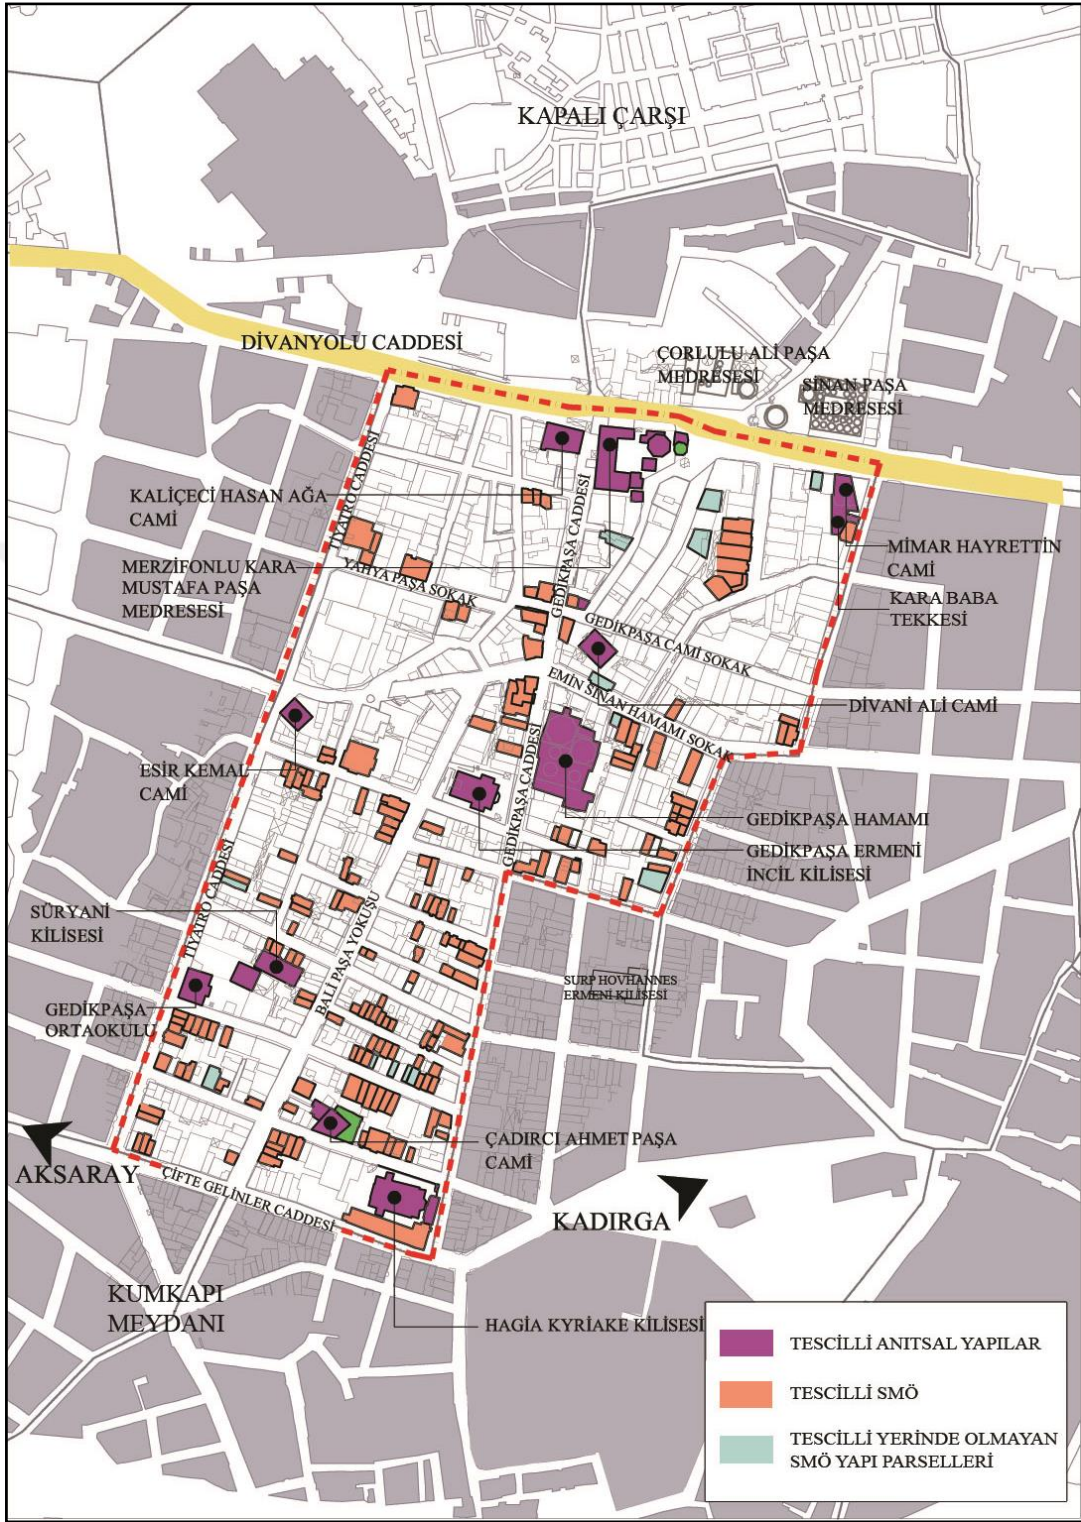 KAPALI ÇARŞI
DİVANYOLU CADDESİ
ÇORLULU ALİ PAŞA
MEDRESESİ
SİNAN PAŞA
MEDRESESİ
TİYATRO CADDESİ
KALİÇECİ HASAN AĞA
CAMİ
GEDİKPAŞA CADDESİ
MERZİFONLU KARA
MUSTAFA PAŞA
MEDRESESİ
YAHYA PAŞA SOKAK
MİMAR HAYRETTİN
CAMİ
KARA BABA
TEKKESİ
GEDİKPAŞA CAMİ SOKAK
EMİN SİNAN HAMAMI SOKAK
DİVANİ ALİ CAMİ
ESİR KEMAL
CAMİ
GEDİKPAŞA CADDESİ
GEDİKPAŞA HAMAMI
GEDİKPAŞA ERMENİ
İNCİL KİLİSESİ
TİYATRO CADDESİ
SÜRYANİ
KİLİSESİ
BALİ PAŞA YOKUŞU
SURP HOVHANNES
ERMENİ KİLİSESİ
GEDİKPAŞA
ORTAOKULU
ÇADIRCI AHMET PAŞA
CAMİ
AKSARAY
ÇİFTE GELİNLER CADDESİ
KADIRGA
KUMKAPI
MEYDANI
HAGİA KYRİAKE KİLİSESİ
TESCİLLİ ANITSAL YAPILAR
TESCİLLİ SMÖ
TESCİLLİ YERİNDE OLMAYAN
SMÖ YAPI PARSELLERİ